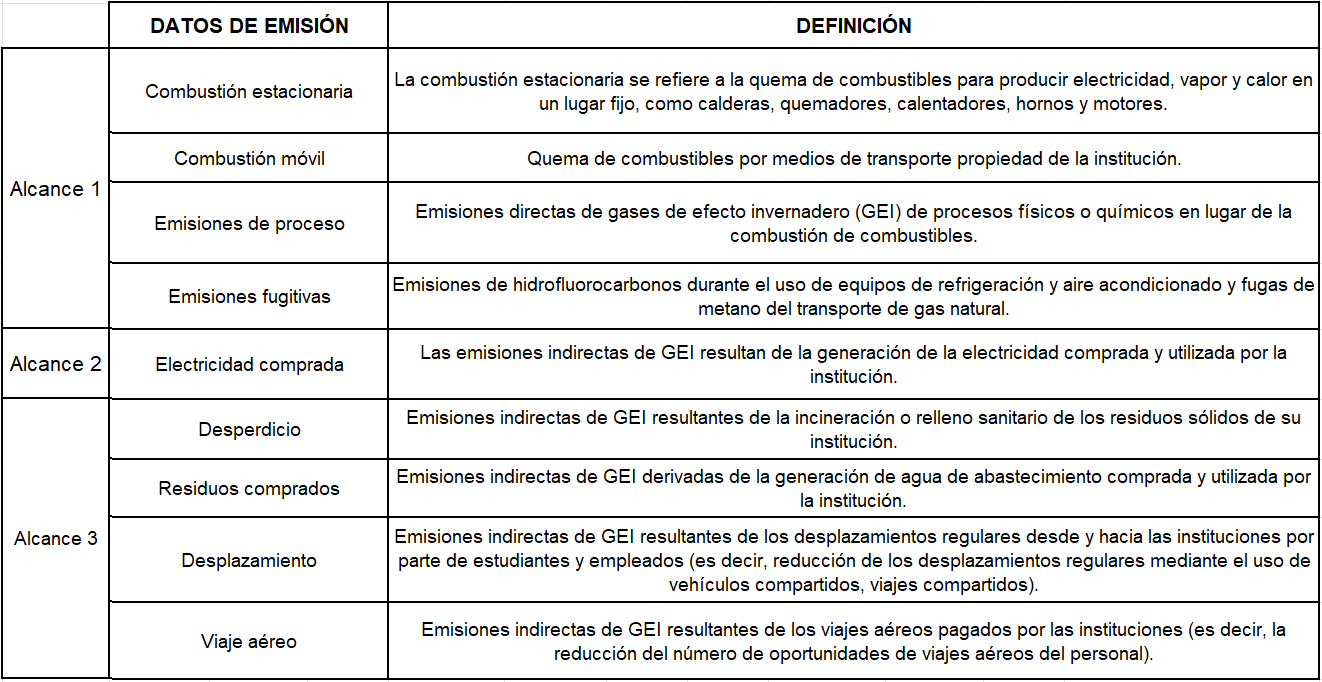 DATOS DE EMISIÓN
DEFINICIÓN
Alcance 1
Combustión estacionaria
La combustión estacionaria se refiere a la quema de combustibles para producir electricidad, vapor y calor en
un lugar fijo, como calderas, quemadores, calentadores, hornos y motores.
Combustión móvil
Quema de combustibles por medios de transporte propiedad de la institución.
Emisiones de proceso
Emisiones directas de gases de efecto invernadero (GEI) de procesos físicos o químicos en lugar de la
combustión de combustibles.
Emisiones fugitivas
Emisiones de hidrofluorocarbonos durante el uso de equipos de refrigeración y aire acondicionado y fugas de
metano del transporte de gas natural.
Alcance 2
Electricidad comprada
Las emisiones indirectas de GEI resultan de la generación de la electricidad comprada y utilizada por la
institución.
Alcance 3
Desperdicio
Emisiones indirectas de GEI resultantes de la incineración o relleno sanitario de los residuos sólidos de su
institución.
Residuos comprados
Emisiones indirectas de GEI derivadas de la generación de agua de abastecimiento comprada y utilizada por
la institución.
Desplazamiento
Emisiones indirectas de GEI resultantes de los desplazamientos regulares desde y hacia las instituciones por
parte de estudiantes y empleados (es decir, reducción de los desplazamientos regulares mediante el uso de
vehículos compartidos, viajes compartidos).
Viaje aéreo
Emisiones indirectas de GEI resultantes de los viajes aéreos pagados por las instituciones (es decir, la
reducción del número de oportunidades de viajes aéreos del personal).